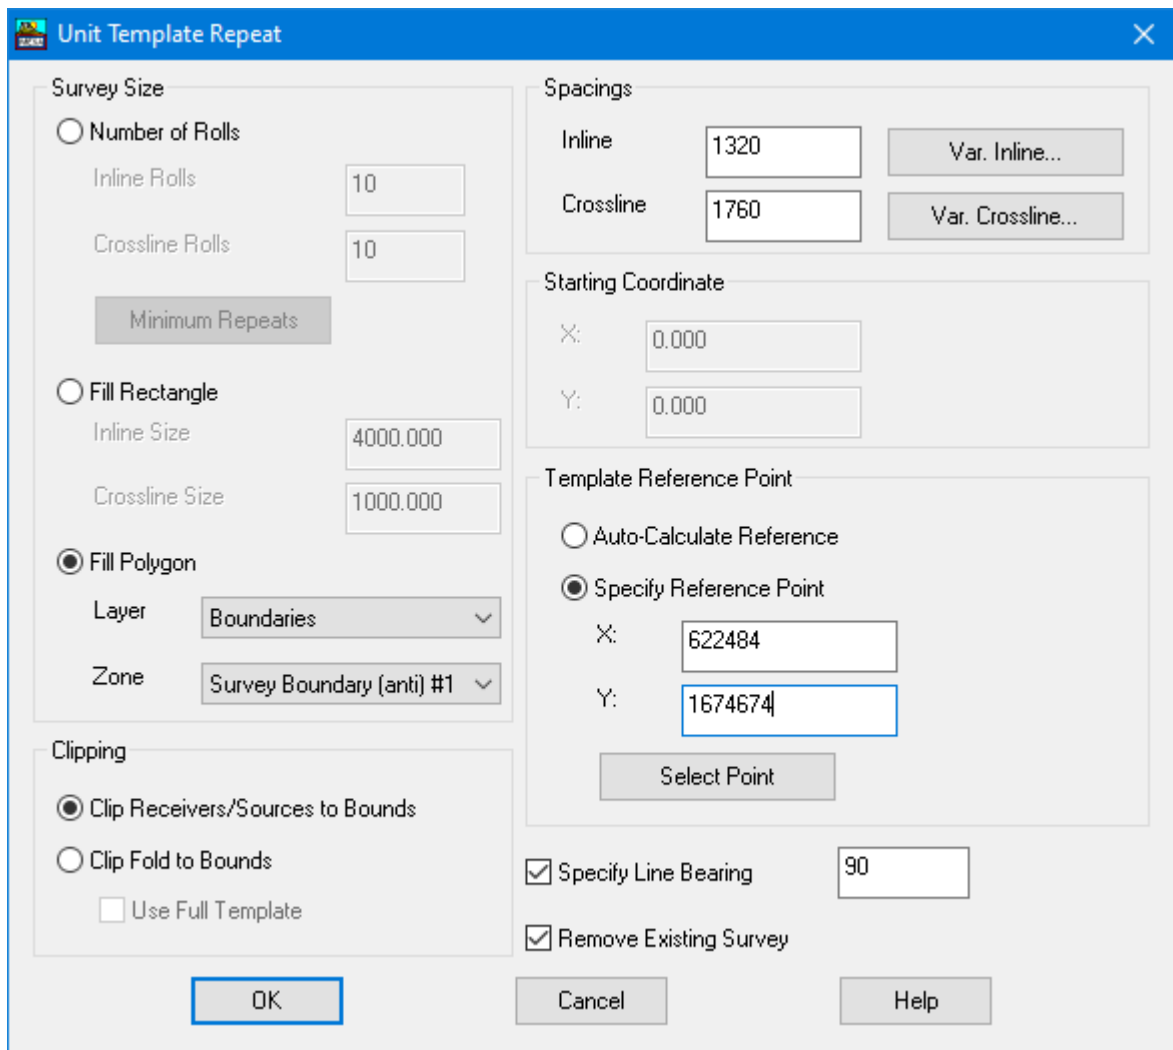 Unit Template Repeat
Survey Size
Number of Rolls
Inline Rolls 10
Crossline Rolls 10
Minimum Repeats
Fill Rectangle
Inline Size 4000.000
Crossline Size 1000.000
Fill Polygon
Layer Boundaries
Zone Survey Boundary (anti) #1
Clipping
Clip Receivers/Sources to Bounds
Clip Fold to Bounds
Use Full Template
Spacings
Inline 1320 Var. Inline...
Crossline 1760 Var. Crossline...
Starting Coordinate
X: 0.000
Y: 0.000
Template Reference Point
Auto-Calculate Reference
Specify Reference Point
X: 622484
Y: 1674674
Select Point
Specify Line Bearing 90
Remove Existing Survey
OK Cancel Help